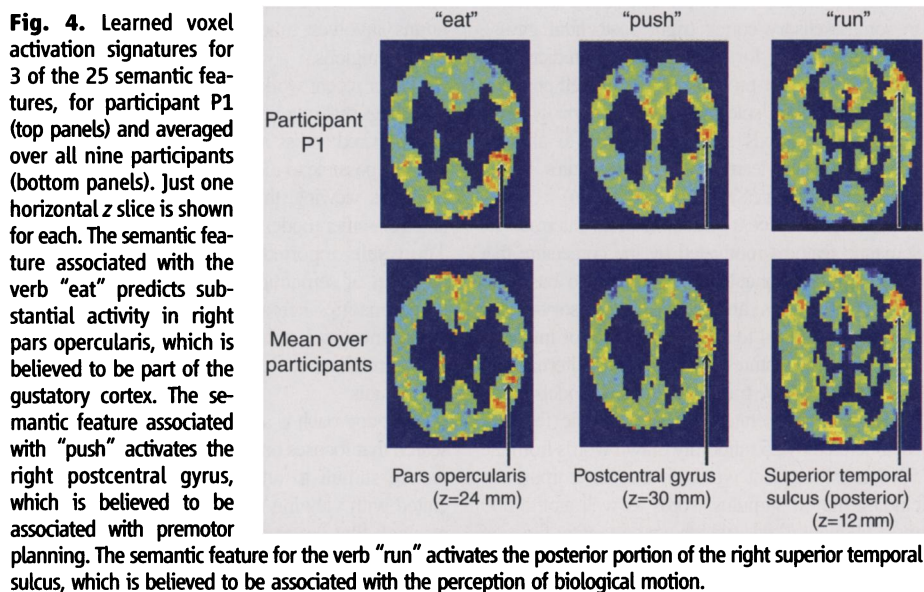 Fig. 4. Learned voxel
activation signatures for
3 of the 25 semantic fea-
tures, for participant P1
(top panels) and averaged
over all nine participants
(bottom panels). Just one
horizontal z slice is shown
for each. The semantic fea-
ture associated with the
verb "eat" predicts sub-
stantial activity in right
pars opercularis, which is
believed to be part of the
gustatory cortex. The se-
mantic feature associated
with "push" activates the
right postcentral gyrus,
which is believed to be
associated with premotor
planning. The semantic feature for the verb "run" activates the posterior portion of the right superior temporal
sulcus, which is believed to be associated with the perception of biological motion.
"eat" "push" "run"
Participant
P1
Mean over
participants
Pars opercularis
(z=24 mm)
Postcentral gyrus
(z=30 mm)
Superior temporal
sulcus (posterior)
(z=12 mm)